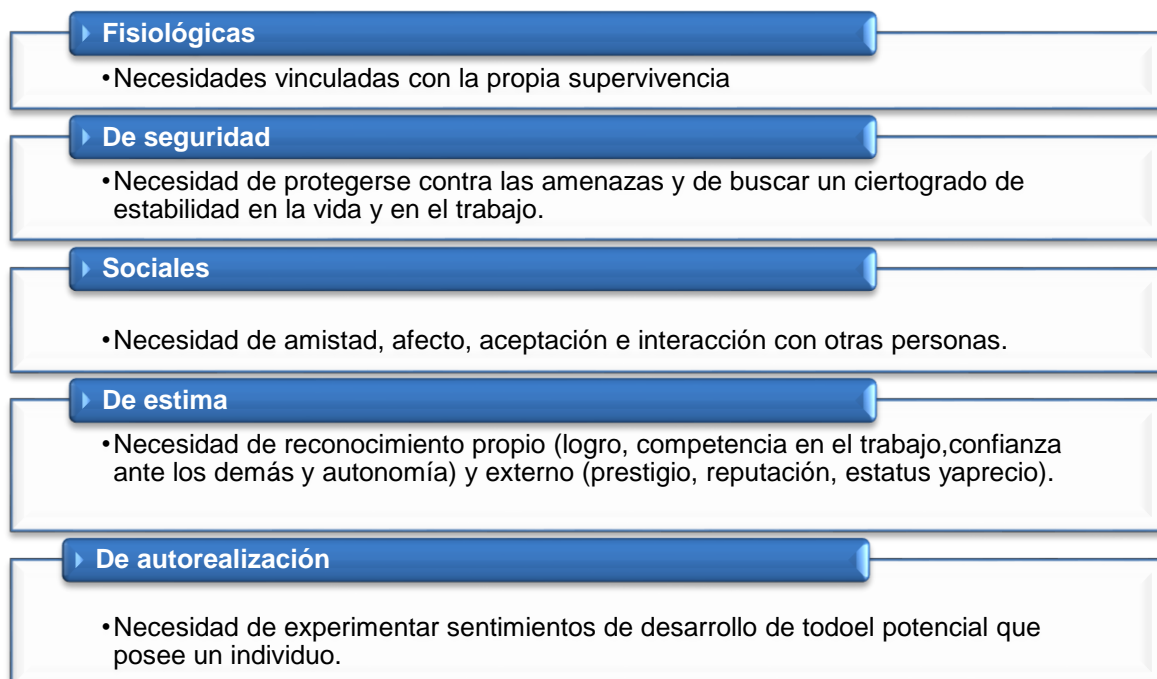 Fisiológicas
•Necesidades vinculadas con la propia supervivencia
De seguridad
•Necesidad de protegerse contra las amenazas y de buscar un ciertogrado de
estabilidad en la vida y en el trabajo.
Sociales
•Necesidad de amistad, afecto, aceptación e interacción con otras personas.
De estima
•Necesidad de reconocimiento propio (logro, competencia en el trabajo,confianza
ante los demás y autonomía) y externo (prestigio, reputación, estatus yaprecio).
De autorealización
•Necesidad de experimentar sentimientos de desarrollo de todoel potencial que
posee un individuo.